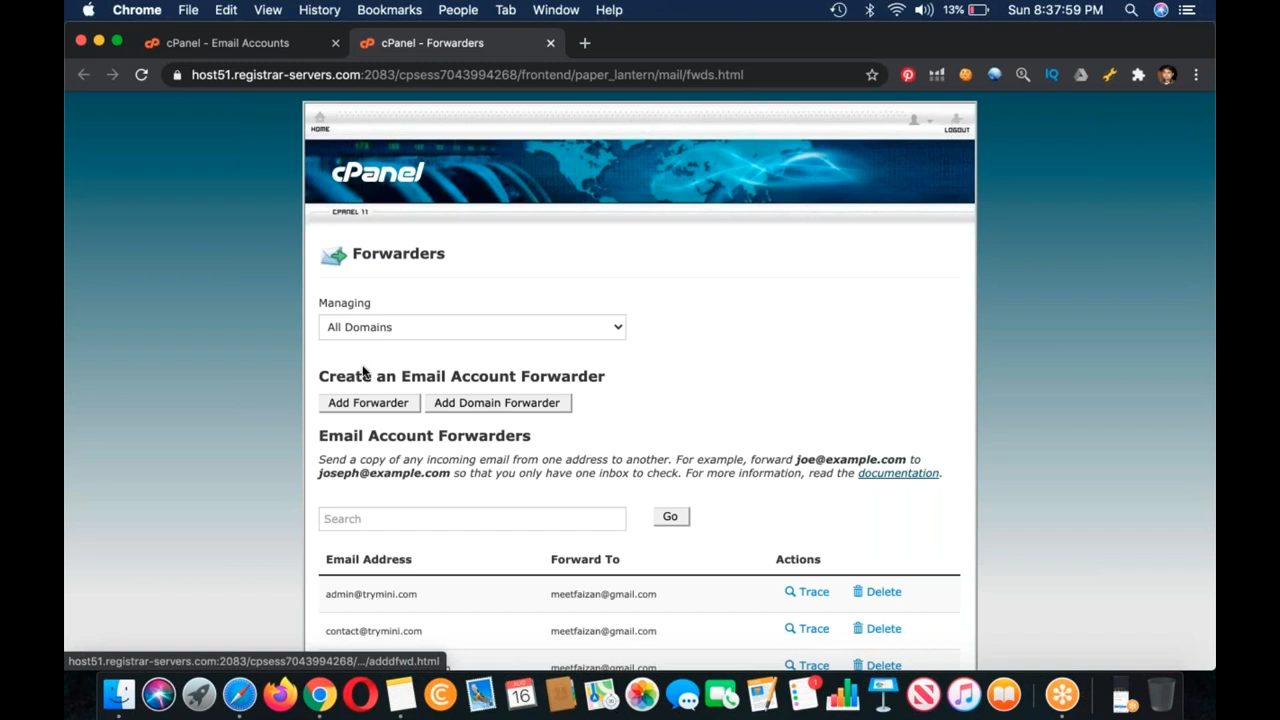 Chrome File Edit View History Bookmarks People Tab Window Help 13% Sun 8:37:59 PM
cPanel - Email Accounts cPanel - Forwarders
host51.registrar-servers.com:2083/cpsess7043994268/frontend/paper_lantern/mail/fwds.html
HOME LOGOUT
cPanel
CPANEL 11
Forwarders
Managing
All Domains
Create an Email Account Forwarder
Add Forwarder Add Domain Forwarder
Email Account Forwarders
Send a copy of any incoming email from one address to another. For example, forward joe@example.com to
joseph@example.com so that you only have one inbox to check. For more information, read the documentation.
Search Go
Email Address Forward To Actions
admin@trymini.com meetfaizan@gmail.com Trace Delete
contact@trymini.com meetfaizan@gmail.com Trace Delete
meetfaizan@gmail.com Trace Delete
host51.registrar-servers.com:2083/cpsess7043994268/.../adddfwd.html